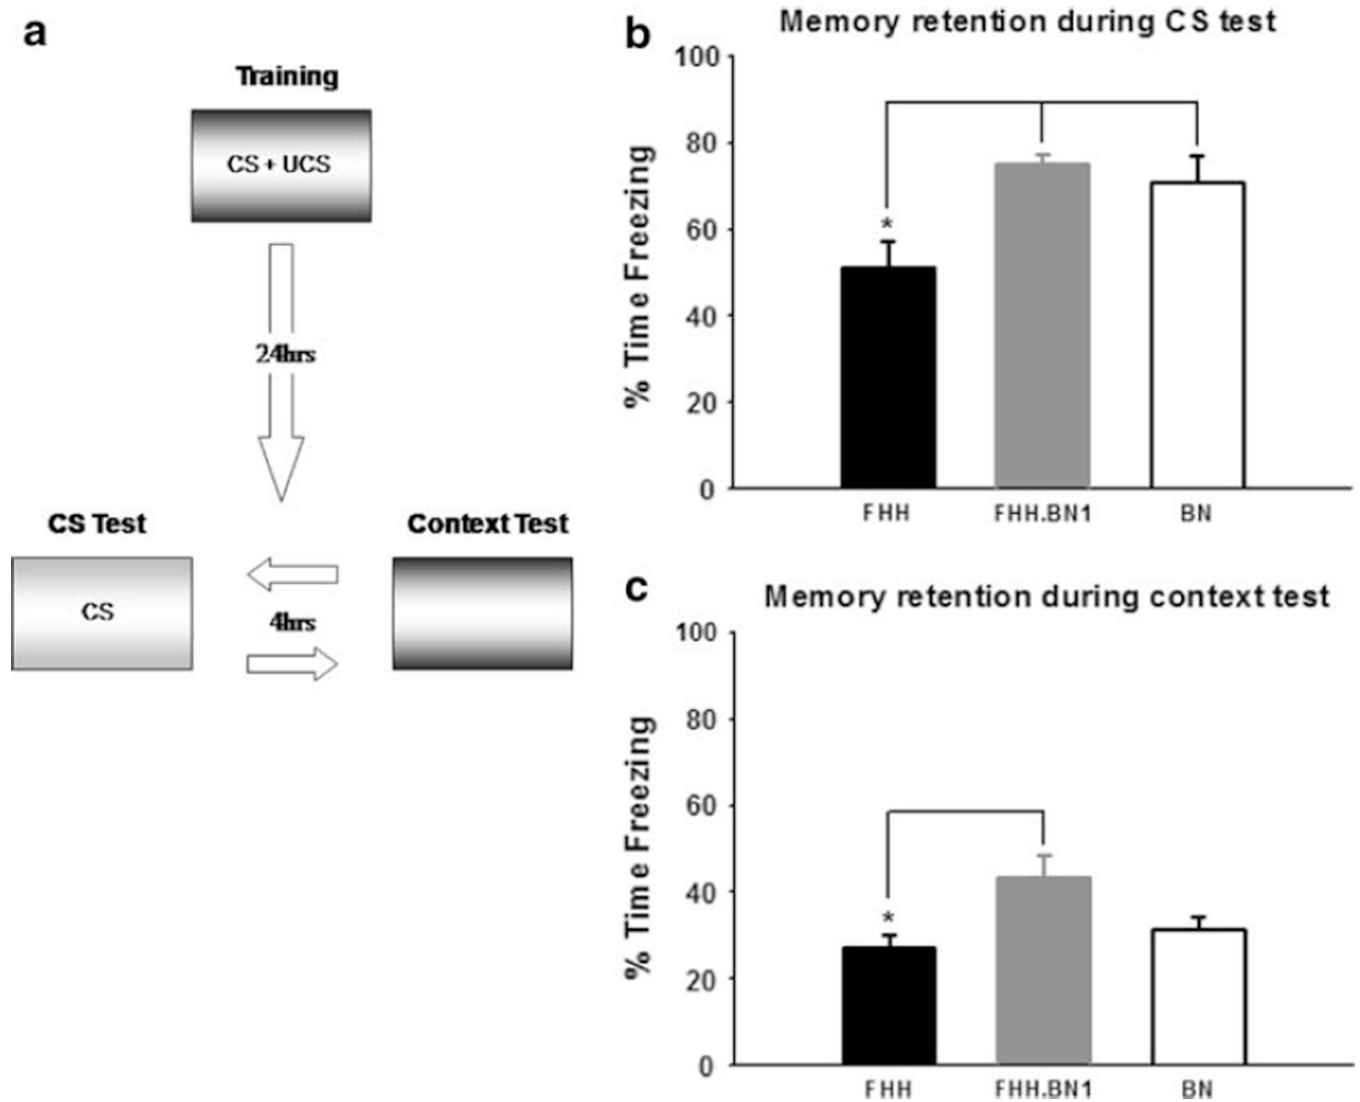 a
Training
CS + UCS
24hrs
CS Test
Context Test
CS
4hrs
b
Memory retention during CS test
% Time Freezing
100
80
60
40
20
0
*
FHH
FHH.BN1
BN
c
Memory retention during context test
% Time Freezing
100
80
60
40
20
0
*
FHH
FHH.BN1
BN